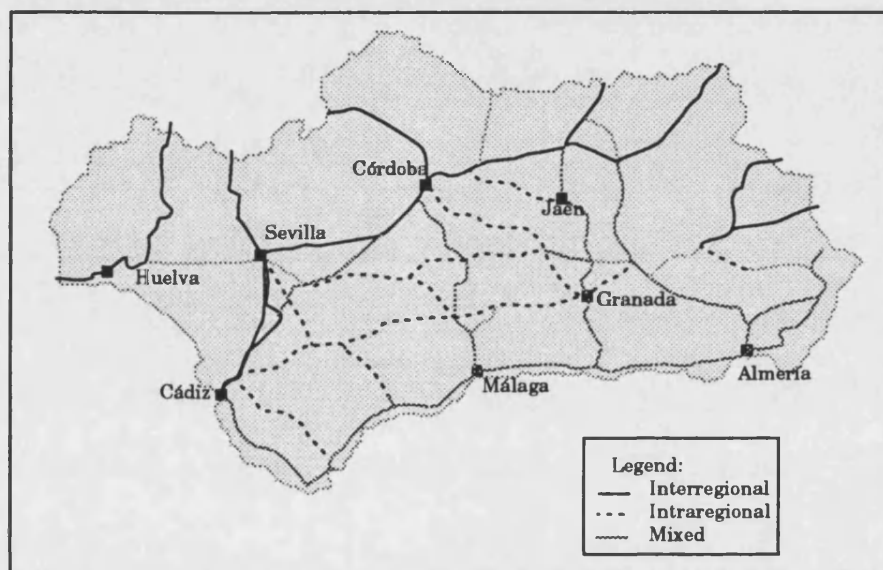 Córdoba
Jaén
Sevilla
Huelva
Granada
Cádiz
Málaga
Almería
Legend:
Interregional
Intraregional
Mixed